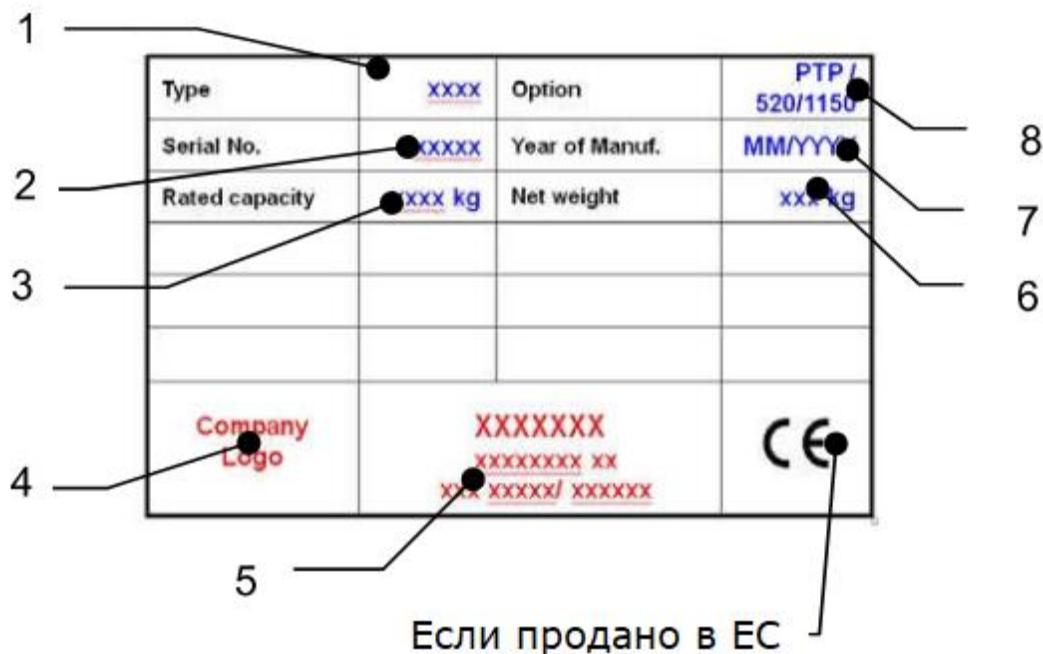 1
Type xxxx Option PTP /
520/1150
8
Serial No. xxxxx Year of Manuf. MM/YYYY
2
7
Rated capacity xxxx kg Net weight xxx kg
3
6
Company
Logo
XXXXXXX
xxxxxxxx xx
xxx xxxxx/ xxxxxx
CE
4
5
Если продано в ЕС